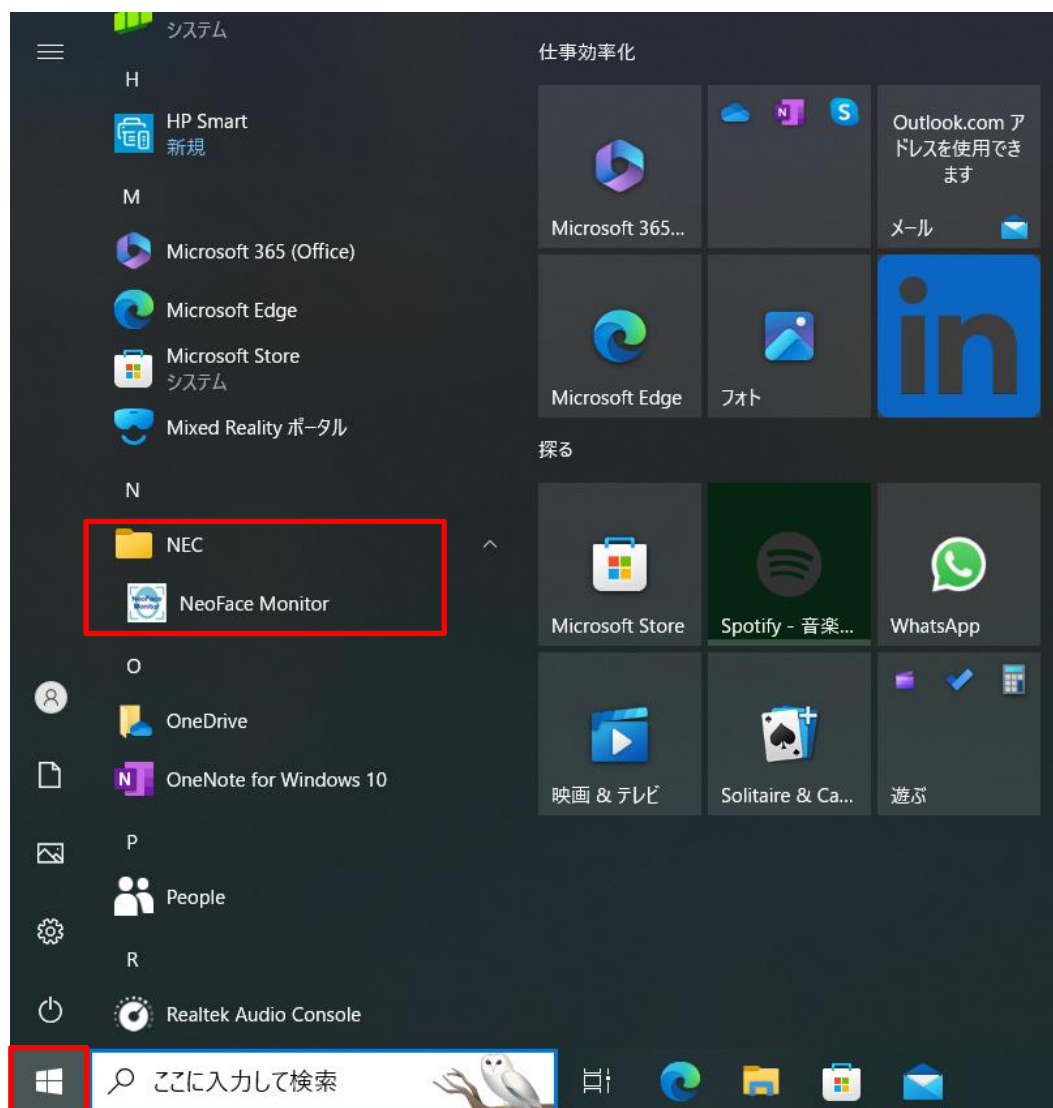 システム
H
HP Smart
新規
M
Microsoft 365 (Office)
Microsoft Edge
Microsoft Store
システム
Mixed Reality ポータル
N
NEC
NeoFace Monitor
O
OneDrive
OneNote for Windows 10
P
People
R
Realtek Audio Console
仕事効率化
Microsoft 365...
N
S
Outlook.com ア
ドレスを使用でき
ます
メール
Microsoft Edge
フォト
in
探る
Microsoft Store
Spotify - 音楽...
WhatsApp
映画 & テレビ
Solitaire & Ca...
遊ぶ
ここに入力して検索